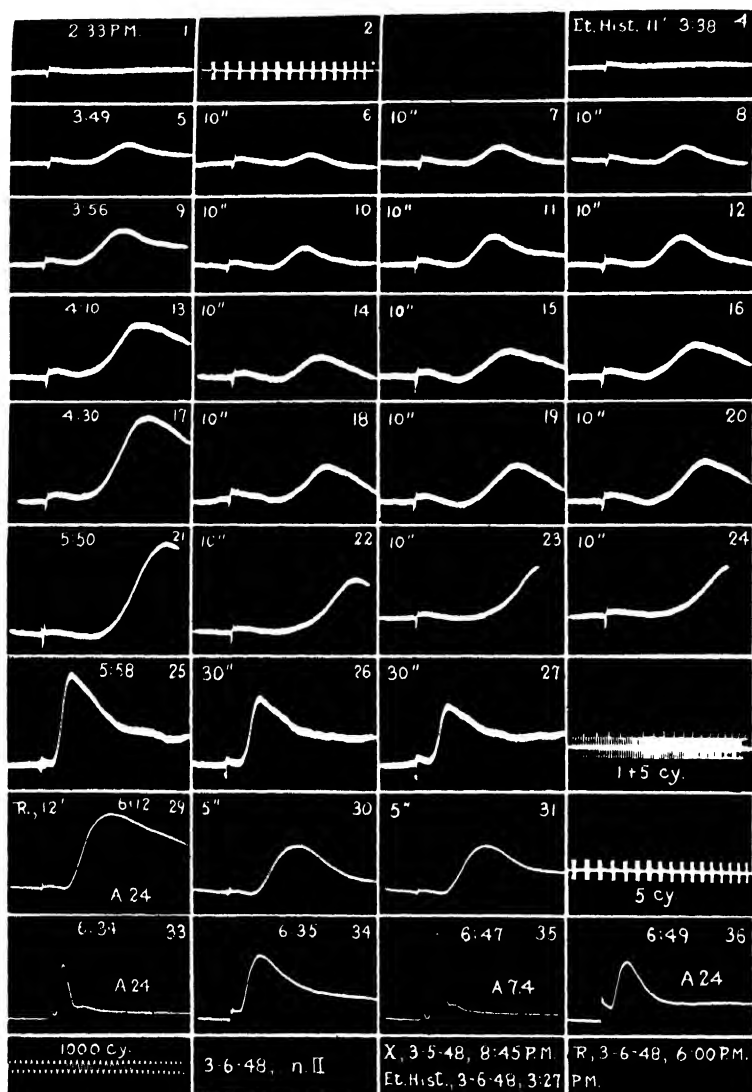 2 33 P.M. 1
2
Et. Hist. 11' 3:38 4
3:49 5
10" 6
10" 7
10" 8
3:56 9
10" 10
10" 11
10" 12
4:10 13
10" 14
10" 15
16
4.30 17
10" 18
10" 19
10" 20
5:50 21
10" 22
10" 23
10" 24
5:58 25
30" 26
30" 27
1+5 cy.
R., 12' 6:12 29
A 24
5" 30
5" 31
5 cy
6:34 33
A 24
6 35 34
6:47 35
A 7.4
6:49 36
A 24
1000 Cy.
3-6-48, n. II
X, 3-5-48, 8:45 P.M.
Et. Hist., 3-6-48, 3:27
R, 3-6-48, 6:00 P.M.
P.M.